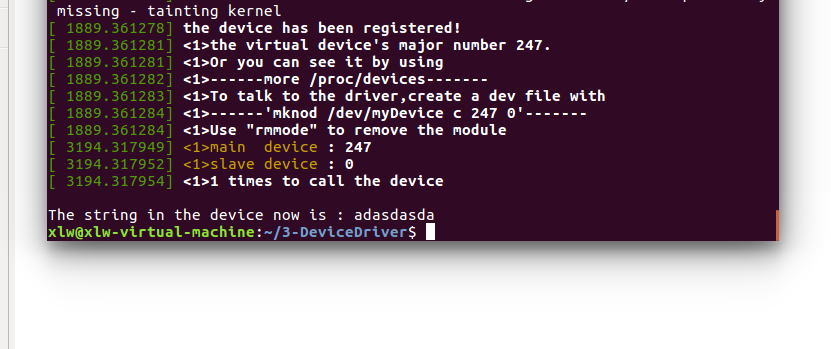 missing - tainting kernel
[ 1889.361278] the device has been registered!
[ 1889.361281] <1>the virtual device's major number 247.
[ 1889.361281] <1>Or you can see it by using
[ 1889.361282] <1>------more /proc/devices-------
[ 1889.361283] <1>To talk to the driver,create a dev file with
[ 1889.361284] <1>------'mknod /dev/myDevice c 247 0'-------
[ 1889.361284] <1>Use "rmmode" to remove the module
[ 3194.317949] <1>main  device : 247
[ 3194.317952] <1>slave device : 0
[ 3194.317954] <1>1 times to call the device
The string in the device now is : adasdasda
xlw@xlw-virtual-machine:~/3-DeviceDriver$